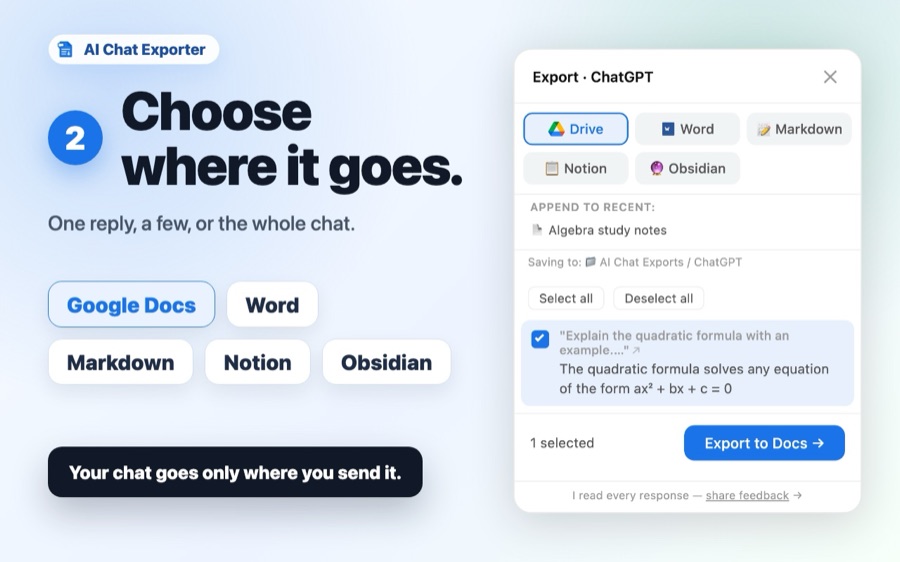 AI Chat Exporter
2
Choose
where it goes.
One reply, a few, or the whole chat.
Google Docs
Word
Markdown
Notion
Obsidian
Your chat goes only where you send it.
Export · ChatGPT
Drive
Word
Markdown
Notion
Obsidian
APPEND TO RECENT:
Algebra study notes
Saving to: AI Chat Exports / ChatGPT
Select all
Deselect all
"Explain the quadratic formula with an
example...." ↗
The quadratic formula solves any equation
of the form ax² + bx + c = 0
1 selected
Export to Docs →
I read every response — share feedback →